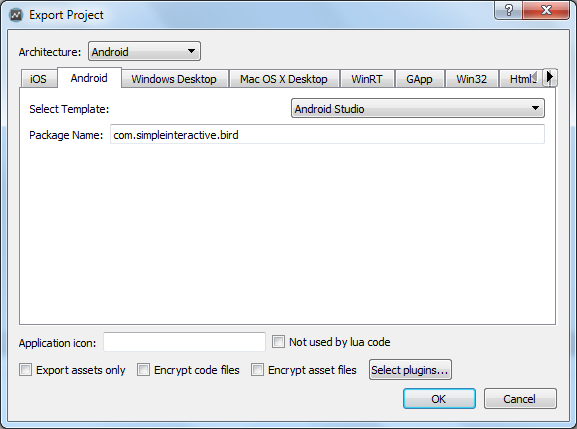 Export Project
?
Architecture: Android
iOS Android Windows Desktop Mac OS X Desktop WinRT GApp Win32 Html5
Select Template: Android Studio
Package Name: com.simpleinteractive.bird
Application icon: Not used by lua code
Export assets only Encrypt code files Encrypt asset files Select plugins...
OK Cancel